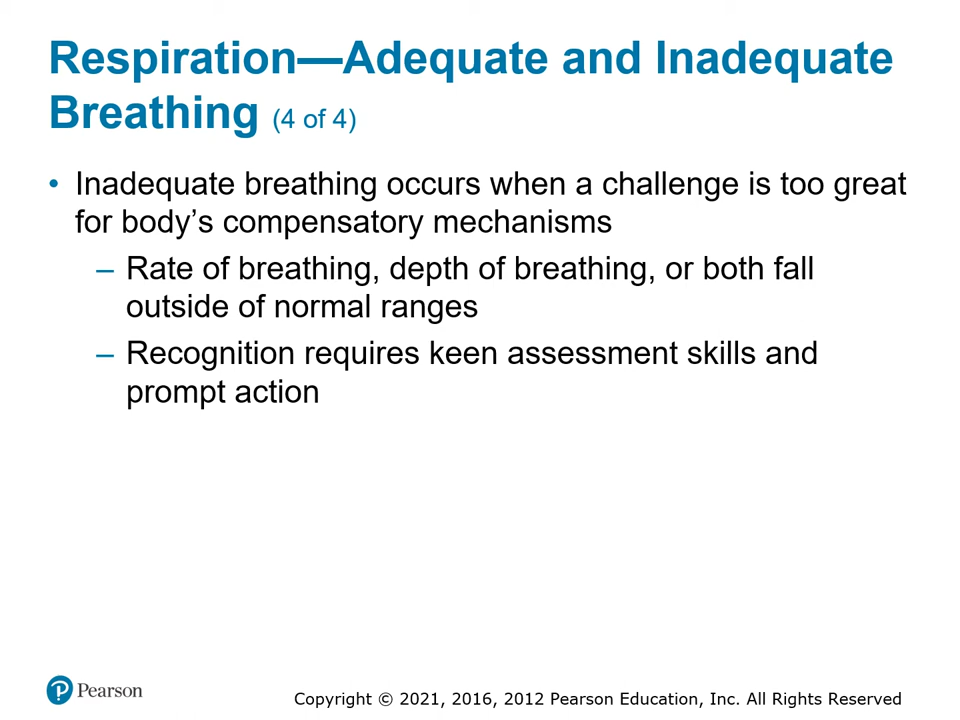 Respiration—Adequate and Inadequate
Breathing (4 of 4)
• Inadequate breathing occurs when a challenge is too great
for body’s compensatory mechanisms
– Rate of breathing, depth of breathing, or both fall
outside of normal ranges
– Recognition requires keen assessment skills and
prompt action
Pearson
Copyright © 2021, 2016, 2012 Pearson Education, Inc. All Rights Reserved